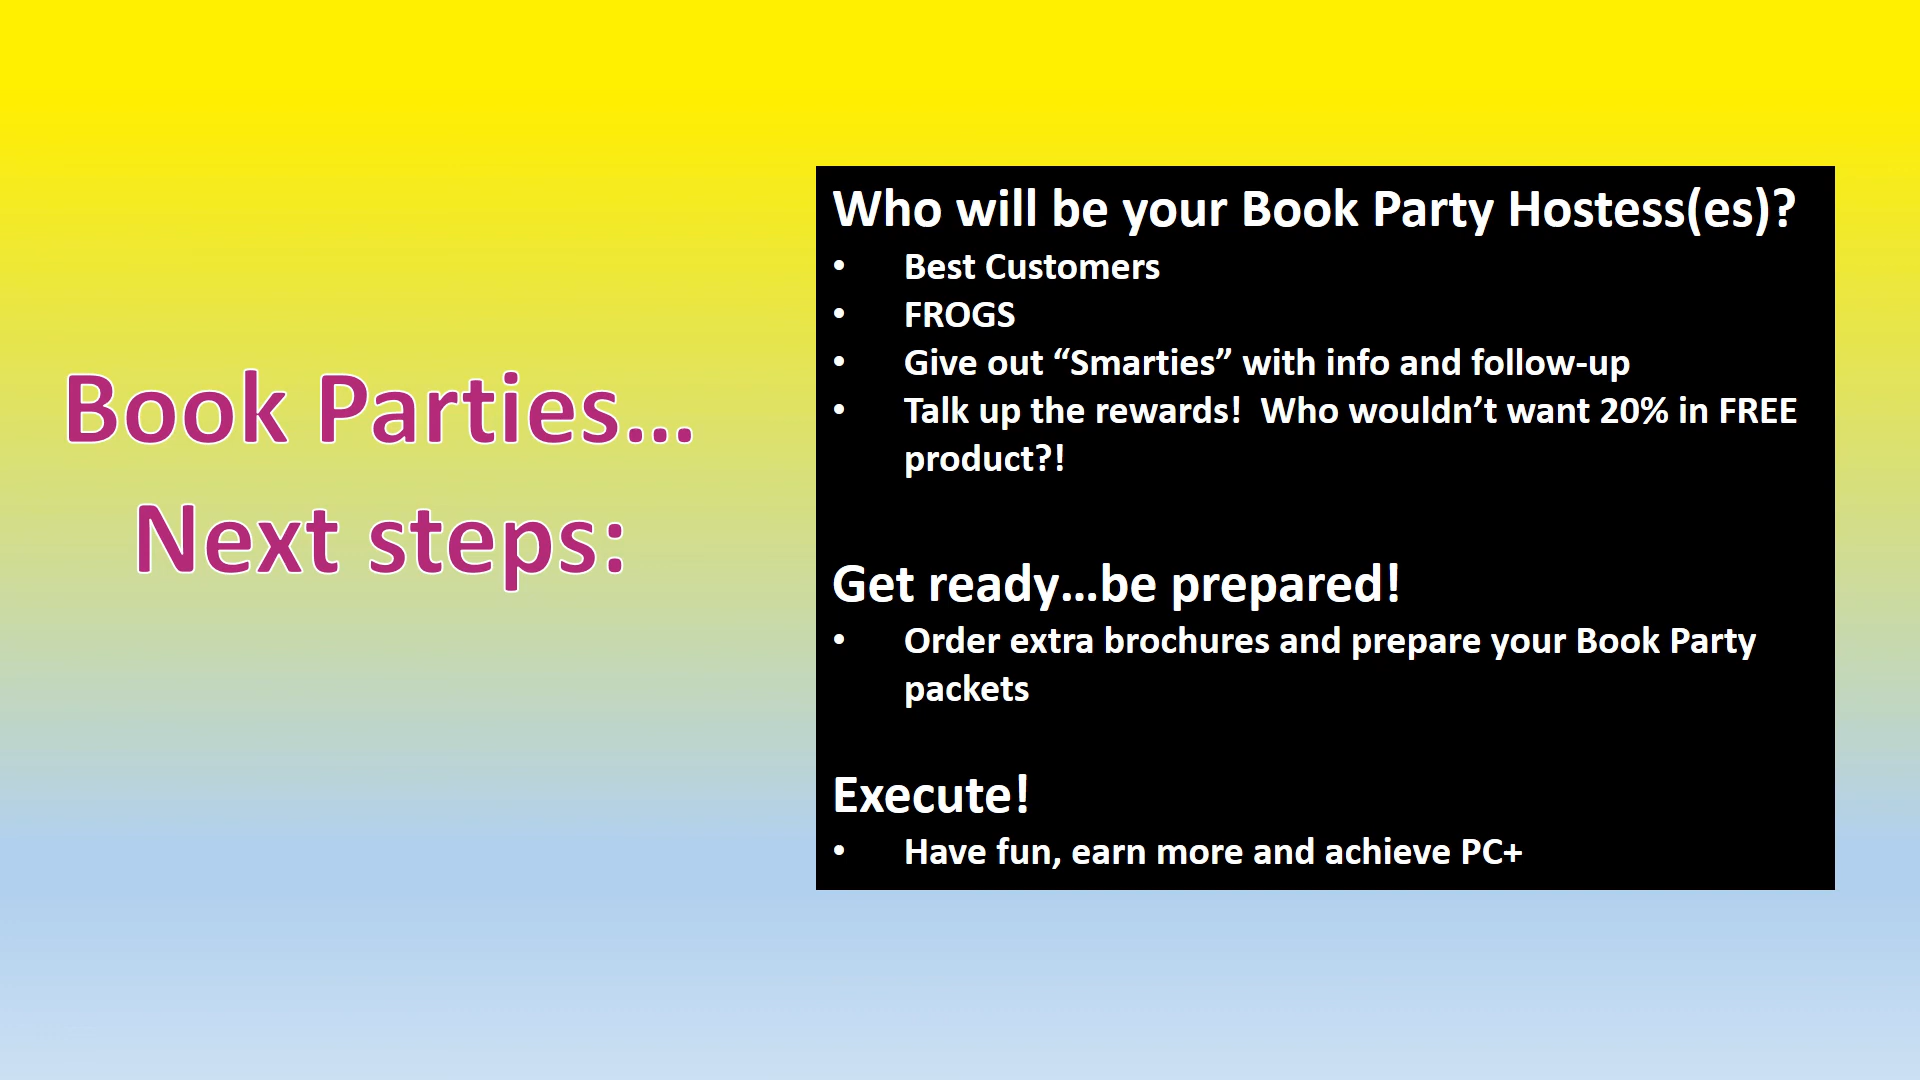 Book Parties...
Next steps:
Who will be your Book Party Hostess(es)?
• Best Customers
• FROGS
• Give out “Smarties” with info and follow-up
• Talk up the rewards!  Who wouldn’t want 20% in FREE
product?!
Get ready...be prepared!
• Order extra brochures and prepare your Book Party
packets
Execute!
• Have fun, earn more and achieve PC+